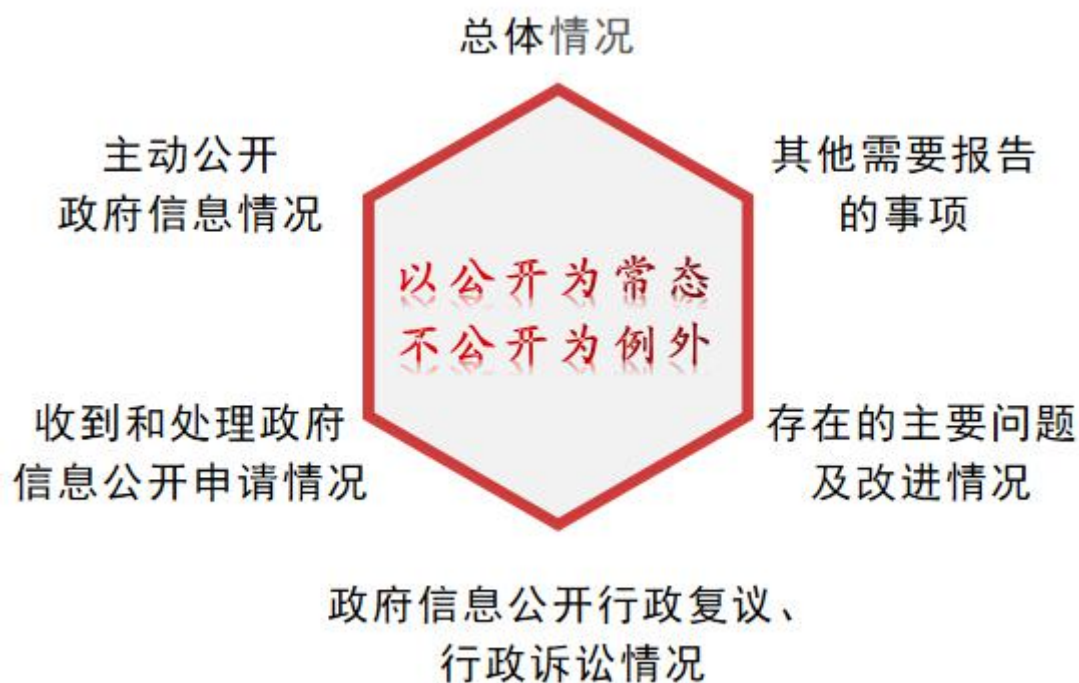 总体情况
主动公开
政府信息情况
其他需要报告
的事项
以公开为常态
不公开为例外
收到和处理政府
信息公开申请情况
存在的主要问题
及改进情况
政府信息公开行政复议、
行政诉讼情况